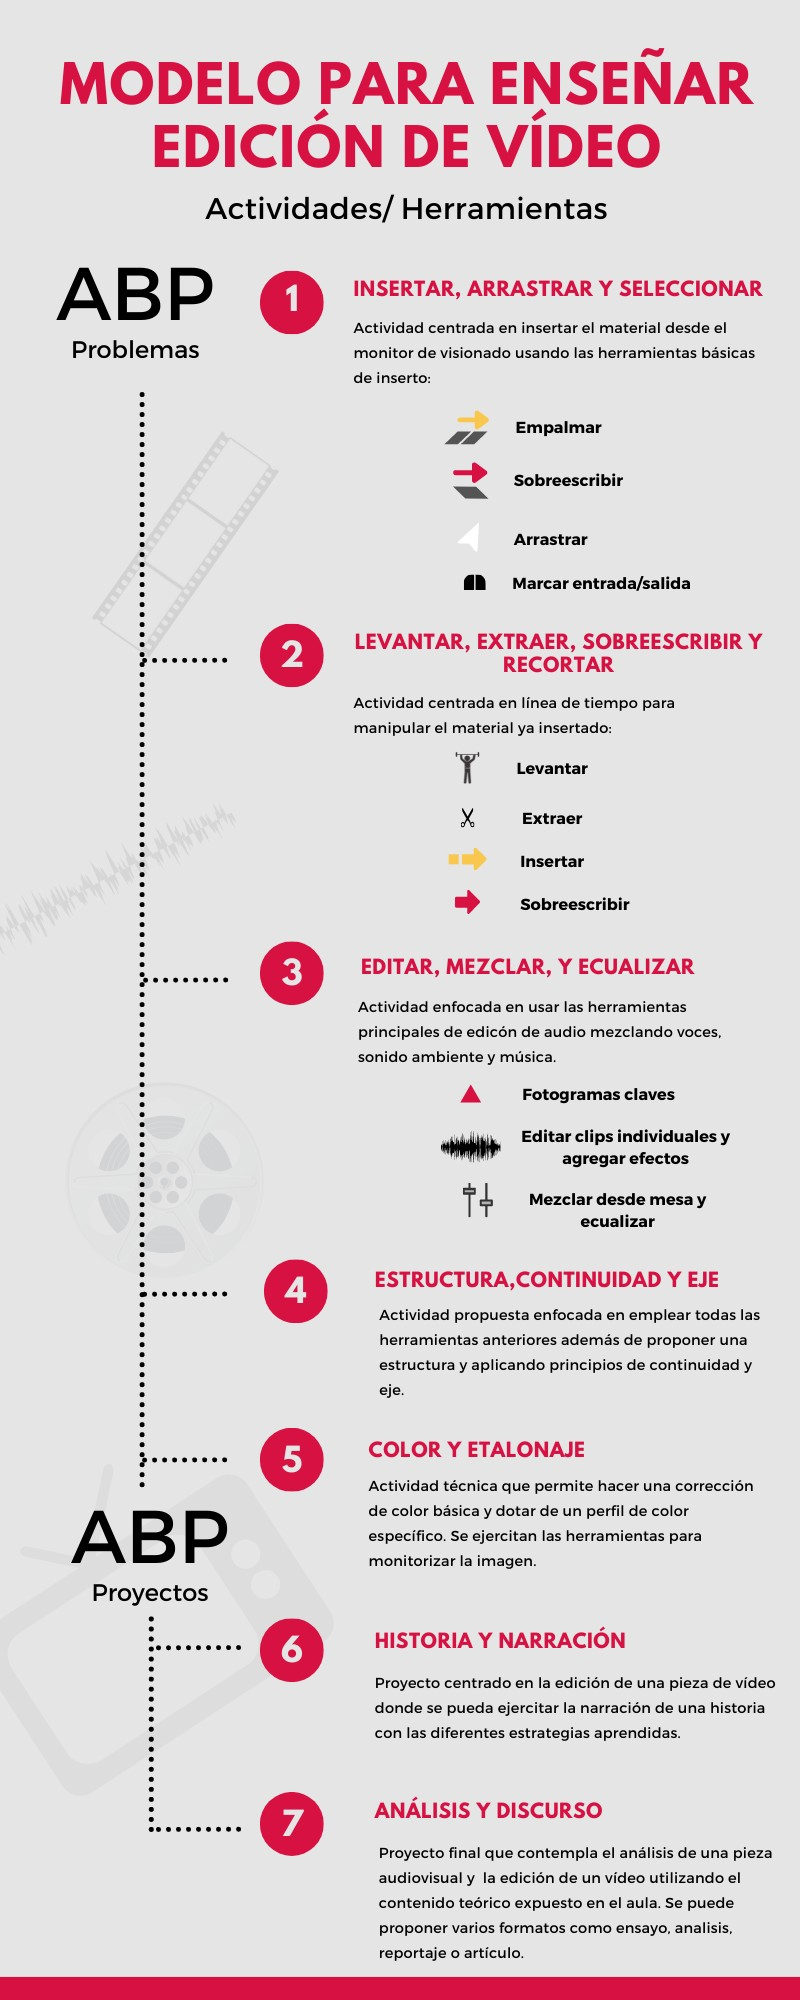 MODELO PARA ENSEÑAR
EDICIÓN DE VÍDEO
Actividades/ Herramientas
ABP
Problemas
1
INSERTAR, ARRASTRAR Y SELECCIONAR
Actividad centrada en insertar el material desde el
monitor de visionado usando las herramientas básicas
de inserto:
Empalmar
Sobreescribir
Arrastrar
Marcar entrada/salida
2
LEVANTAR, EXTRAER, SOBREESCRIBIR Y
RECORTAR
Actividad centrada en línea de tiempo para
manipular el material ya insertado:
Levantar
Extraer
Insertar
Sobreescribir
3
EDITAR, MEZCLAR, Y ECUALIZAR
Actividad enfocada en usar las herramientas
principales de edicón de audio mezclando voces,
sonido ambiente y música.
Fotogramas claves
Editar clips individuales y
agregar efectos
Mezclar desde mesa y
ecualizar
4
ESTRUCTURA,CONTINUIDAD Y EJE
Actividad propuesta enfocada en emplear todas las
herramientas anteriores además de proponer una
estructura y aplicando principios de continuidad y
eje.
5
COLOR Y ETALONAJE
Actividad técnica que permite hacer una corrección
de color básica y dotar de un perfil de color
específico. Se ejercitan las herramientas para
monitorizar la imagen.
ABP
Proyectos
6
HISTORIA Y NARRACIÓN
Proyecto centrado en la edición de una pieza de vídeo
donde se pueda ejercitar la narración de una historia
con las diferentes estrategias aprendidas.
7
ANÁLISIS Y DISCURSO
Proyecto final que contempla el análisis de una pieza
audiovisual y  la edición de un vídeo utilizando el
contenido teórico expuesto en el aula. Se puede
proponer varios formatos como ensayo, analisis,
reportaje o artículo.